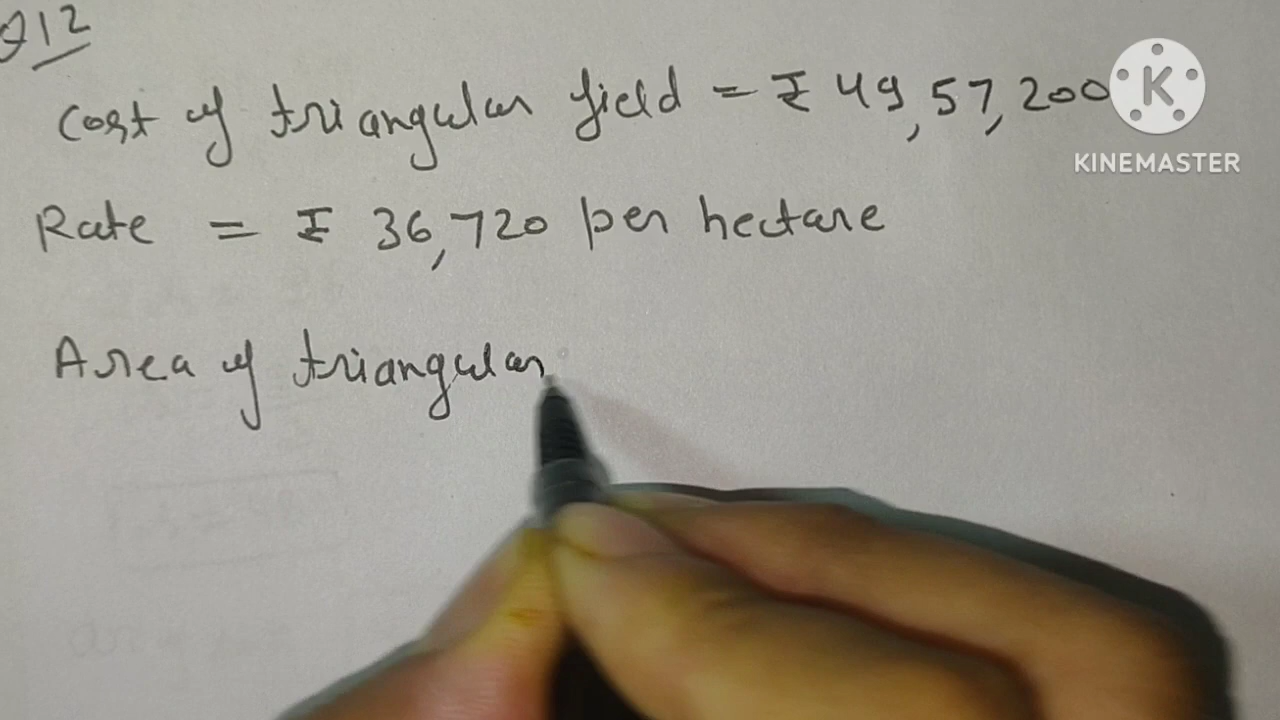 Q12
Cost of triangular field = ₹ 49,57,200
KINEMASTER
Rate = ₹ 36,720 per hectare
Area of triangular